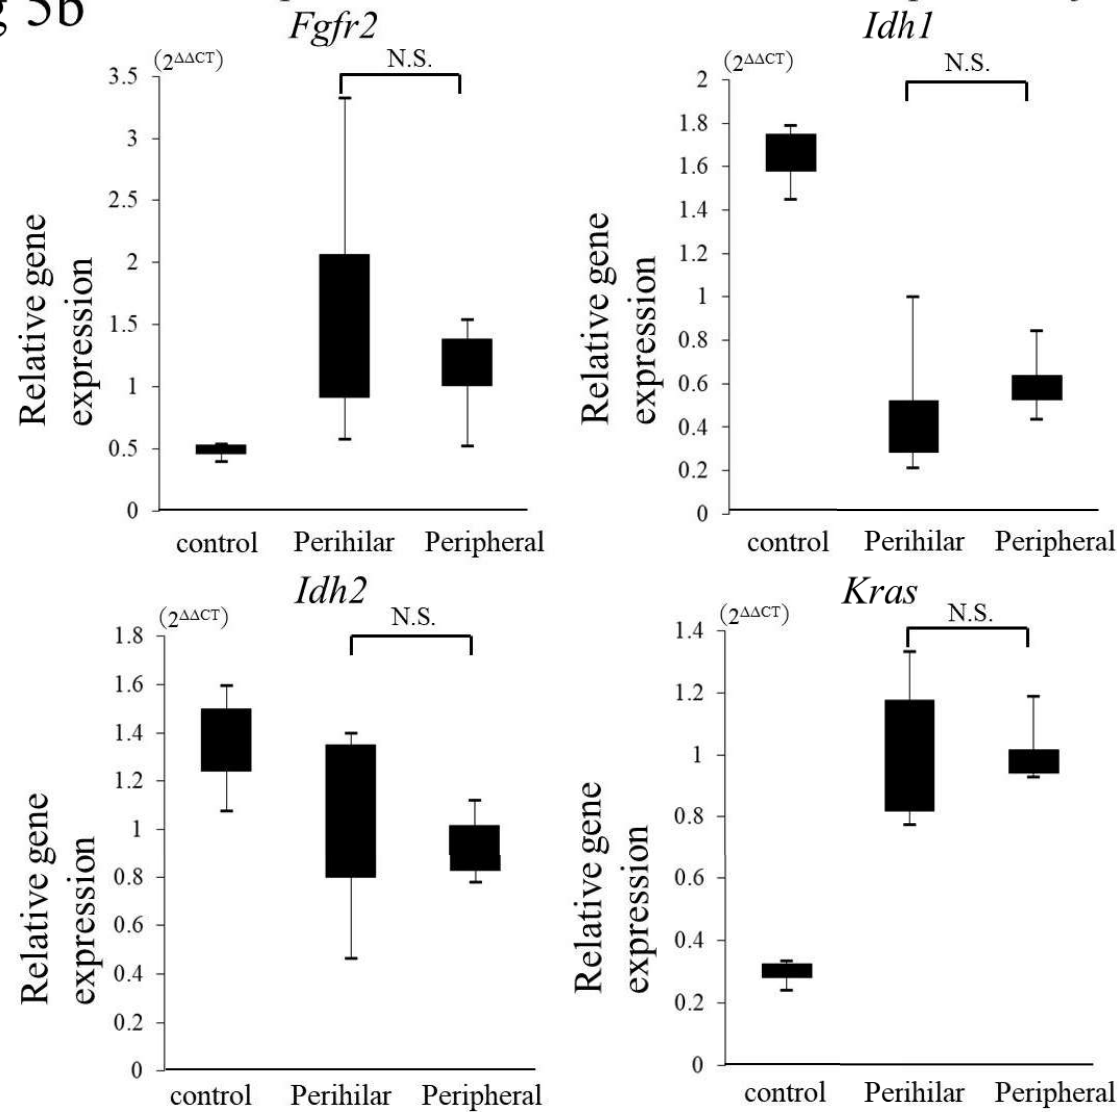 5b
Fgfr2
(2ΔΔCT)
N.S.
3.5
3
2.5
2
1.5
1
0.5
0
Relative gene
expression
control Perihilar Peripheral
Idh1
(2ΔΔCT)
N.S.
2
1.8
1.6
1.4
1.2
1
0.8
0.6
0.4
0.2
0
Relative gene
expression
control Perihilar Peripheral
Idh2
(2ΔΔCT)
N.S.
1.8
1.6
1.4
1.2
1
0.8
0.6
0.4
0.2
0
Relative gene
expression
control Perihilar Peripheral
Kras
(2ΔΔCT)
N.S.
1.4
1.2
1
0.8
0.6
0.4
0.2
0
Relative gene
expression
control Perihilar Peripheral